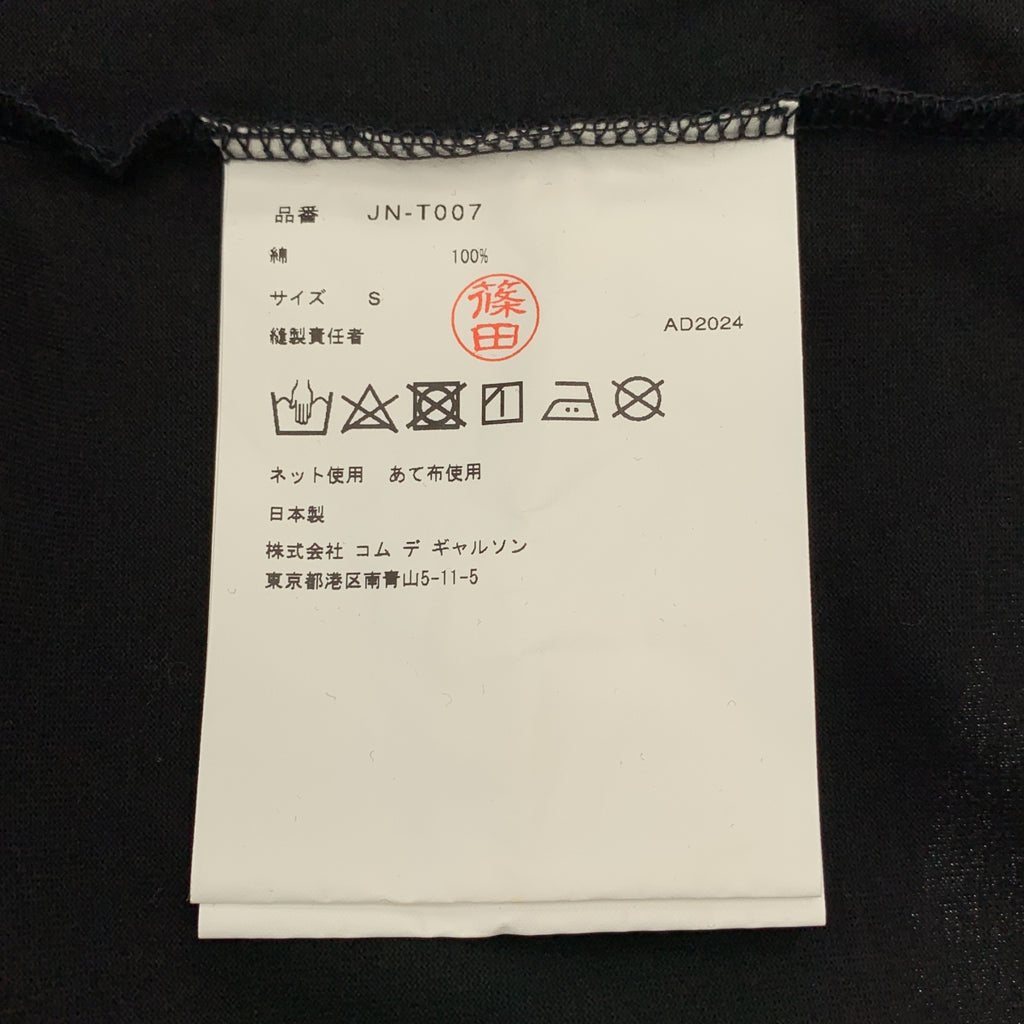 品番 JN-T007
綿 100%
サイズ S
篠田
縫製責任者
AD2024
ネット使用 あて布使用
日本製
株式会社 コム デ ギャルソン
東京都港区南青山5-11-5